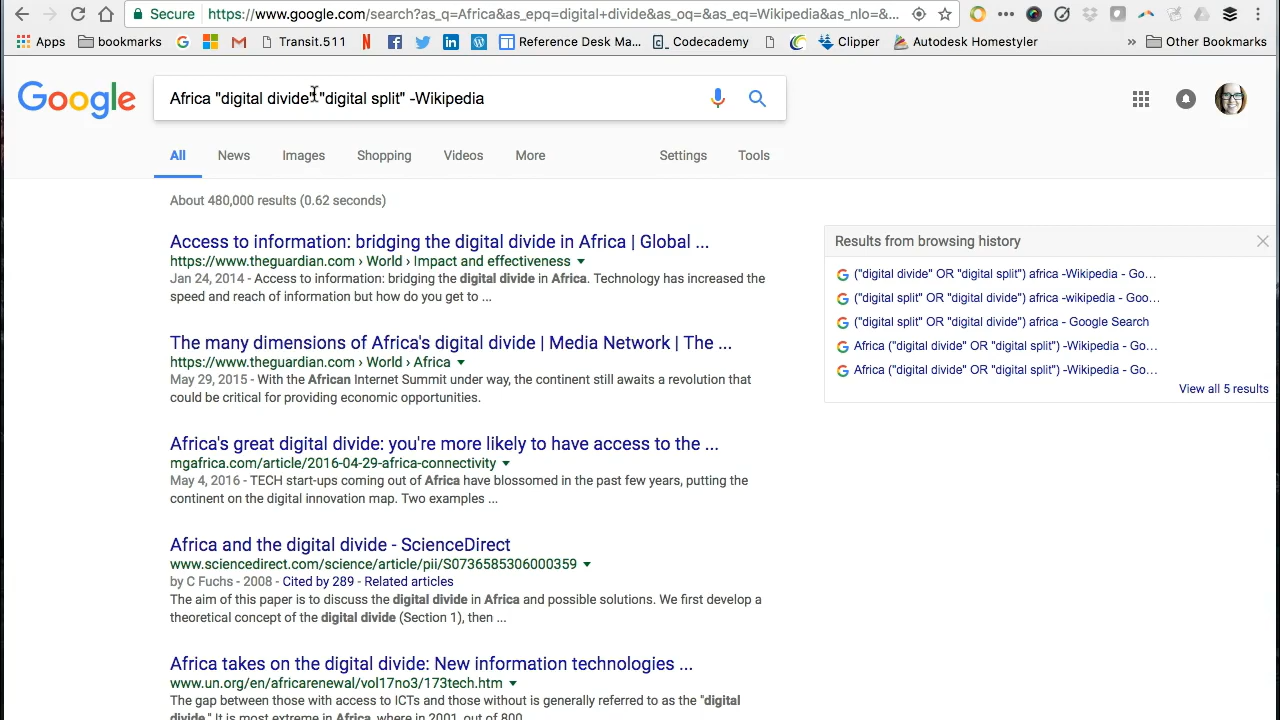 Secure
https://www.google.com/search?as_q=Africa&as_epq=digital+divide&as_oq=&as_eq=Wikipedia&as_nlo=&...
Apps bookmarks Transit.511 Reference Desk Ma... Codecademy Clipper Autodesk Homestyler » Other Bookmarks
Google
Africa "digital divide" "digital split" -Wikipedia
All News Images Shopping Videos More Settings Tools
About 480,000 results (0.62 seconds)
Access to information: bridging the digital divide in Africa | Global ...
https://www.theguardian.com › World › Impact and effectiveness
Jan 24, 2014 - Access to information: bridging the digital divide in Africa. Technology has increased the
speed and reach of information but how do you get to ...
The many dimensions of Africa's digital divide | Media Network | The ...
https://www.theguardian.com › World › Africa
May 29, 2015 - With the African Internet Summit under way, the continent still awaits a revolution that
could be critical for providing economic opportunities.
Africa's great digital divide: you're more likely to have access to the ...
mgafrica.com/article/2016-04-29-africa-connectivity
May 4, 2016 - TECH start-ups coming out of Africa have blossomed in the past few years, putting the
continent on the digital innovation map. Two examples ...
Africa and the digital divide - ScienceDirect
www.sciencedirect.com/science/article/pii/S0736585306000359
by C Fuchs - 2008 - Cited by 289 - Related articles
The aim of this paper is to discuss the digital divide in Africa and possible solutions. We first develop a
theoretical concept of the digital divide (Section 1), then ...
Africa takes on the digital divide: New information technologies ...
www.un.org/en/africarenewal/vol17no3/173tech.htm
The gap between those with access to ICTs and those without is generally referred to as the "digital
divide." It is most extreme in Africa, where in 2001, out of 800
Results from browsing history
("digital divide" OR "digital split") africa -Wikipedia - Go...
("digital split" OR "digital divide") africa -wikipedia - Goo...
("digital split" OR "digital divide") africa - Google Search
Africa ("digital divide" OR "digital split") -Wikipedia - Go...
Africa ("digital divide" OR "digital split") -Wikipedia - Go...
View all 5 results